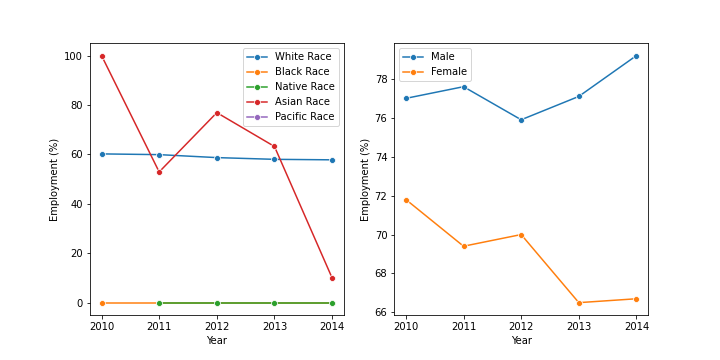 100
80
60
40
20
0
Employment (%)
2010 2011 2012 2013 2014
Year
White Race
Black Race
Native Race
Asian Race
Pacific Race
78
76
74
72
70
68
66
Employment (%)
2010 2011 2012 2013 2014
Year
Male
Female